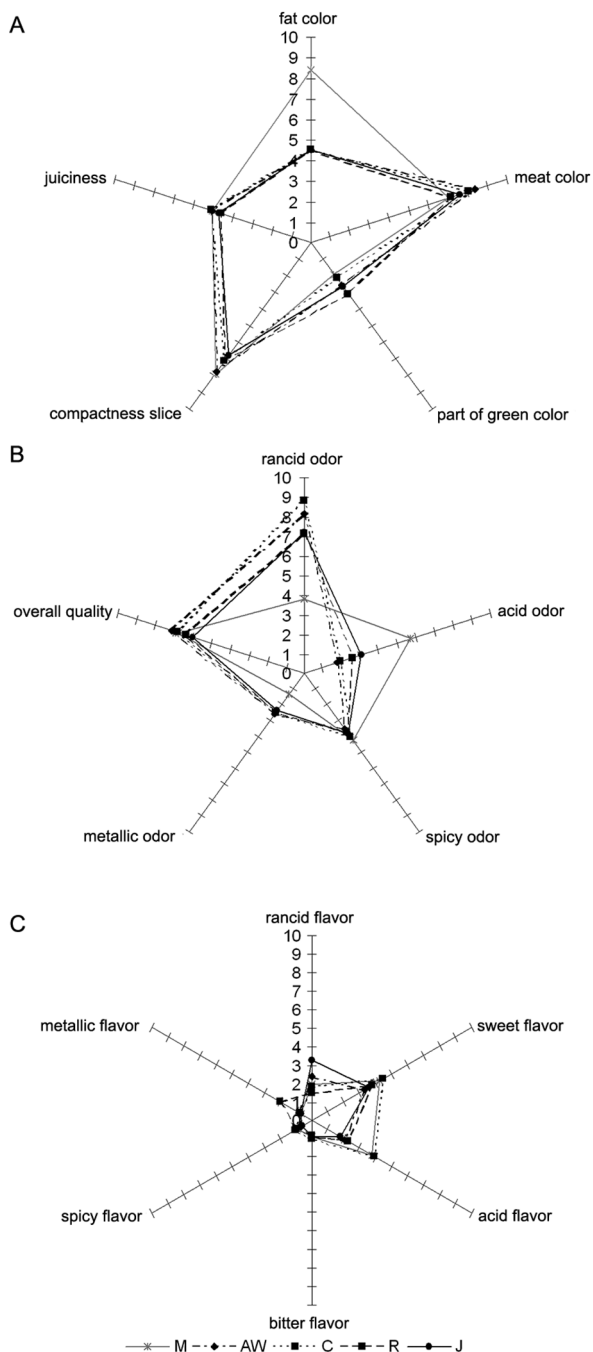 A
fat color
10
9
8
7
6
5
4
3
2
1
0
juiciness
meat color
compactness slice
part of green color
B
rancid odor
10
9
8
7
6
5
4
3
2
1
0
overall quality
acid odor
metallic odor
spicy odor
C
rancid flavor
10
9
8
7
6
5
4
3
2
metallic flavor
sweet flavor
spicy flavor
acid flavor
bitter flavor
M AW C R J